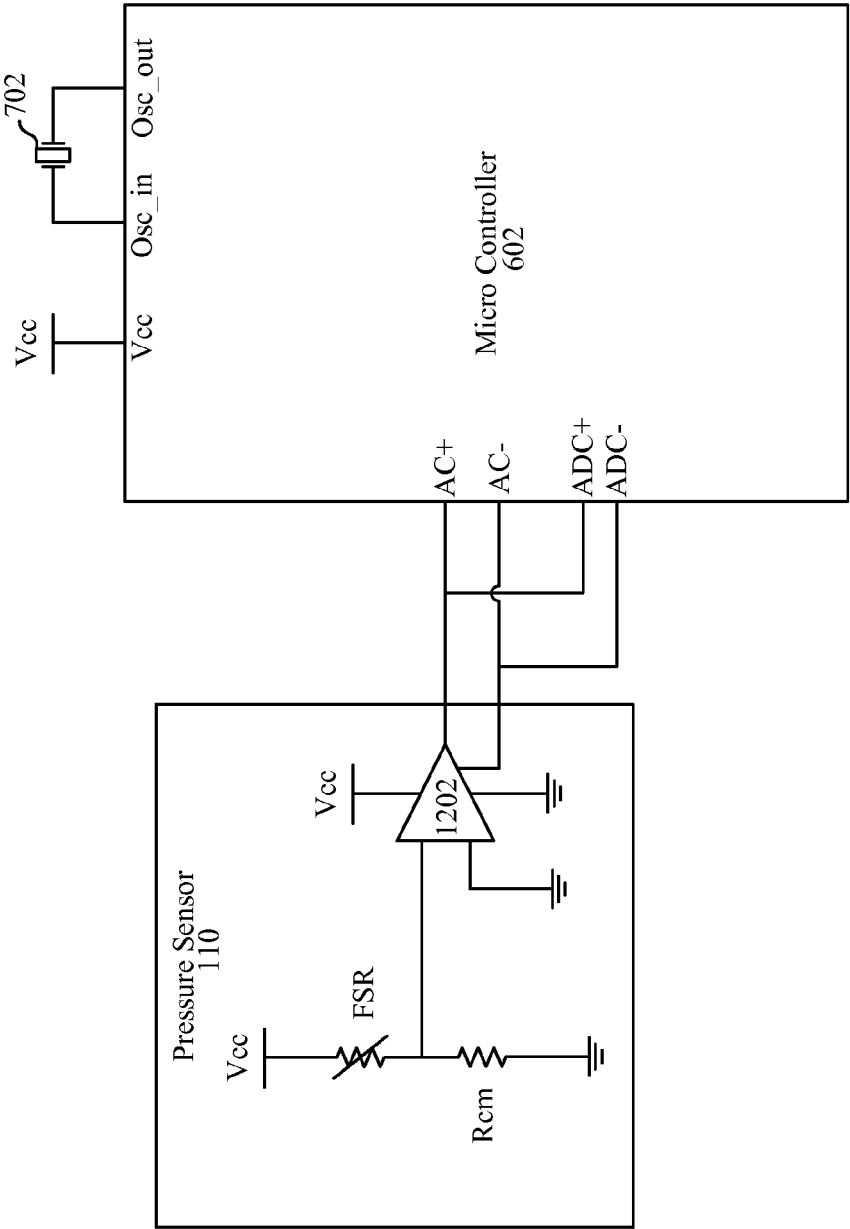 702
Osc_out
Osc_in
Vcc
Vcc
Micro Controller
602
AC+
AC-
ADC+
ADC-
Pressure Sensor
110
Vcc
1202
Vcc
FSR
Rcm